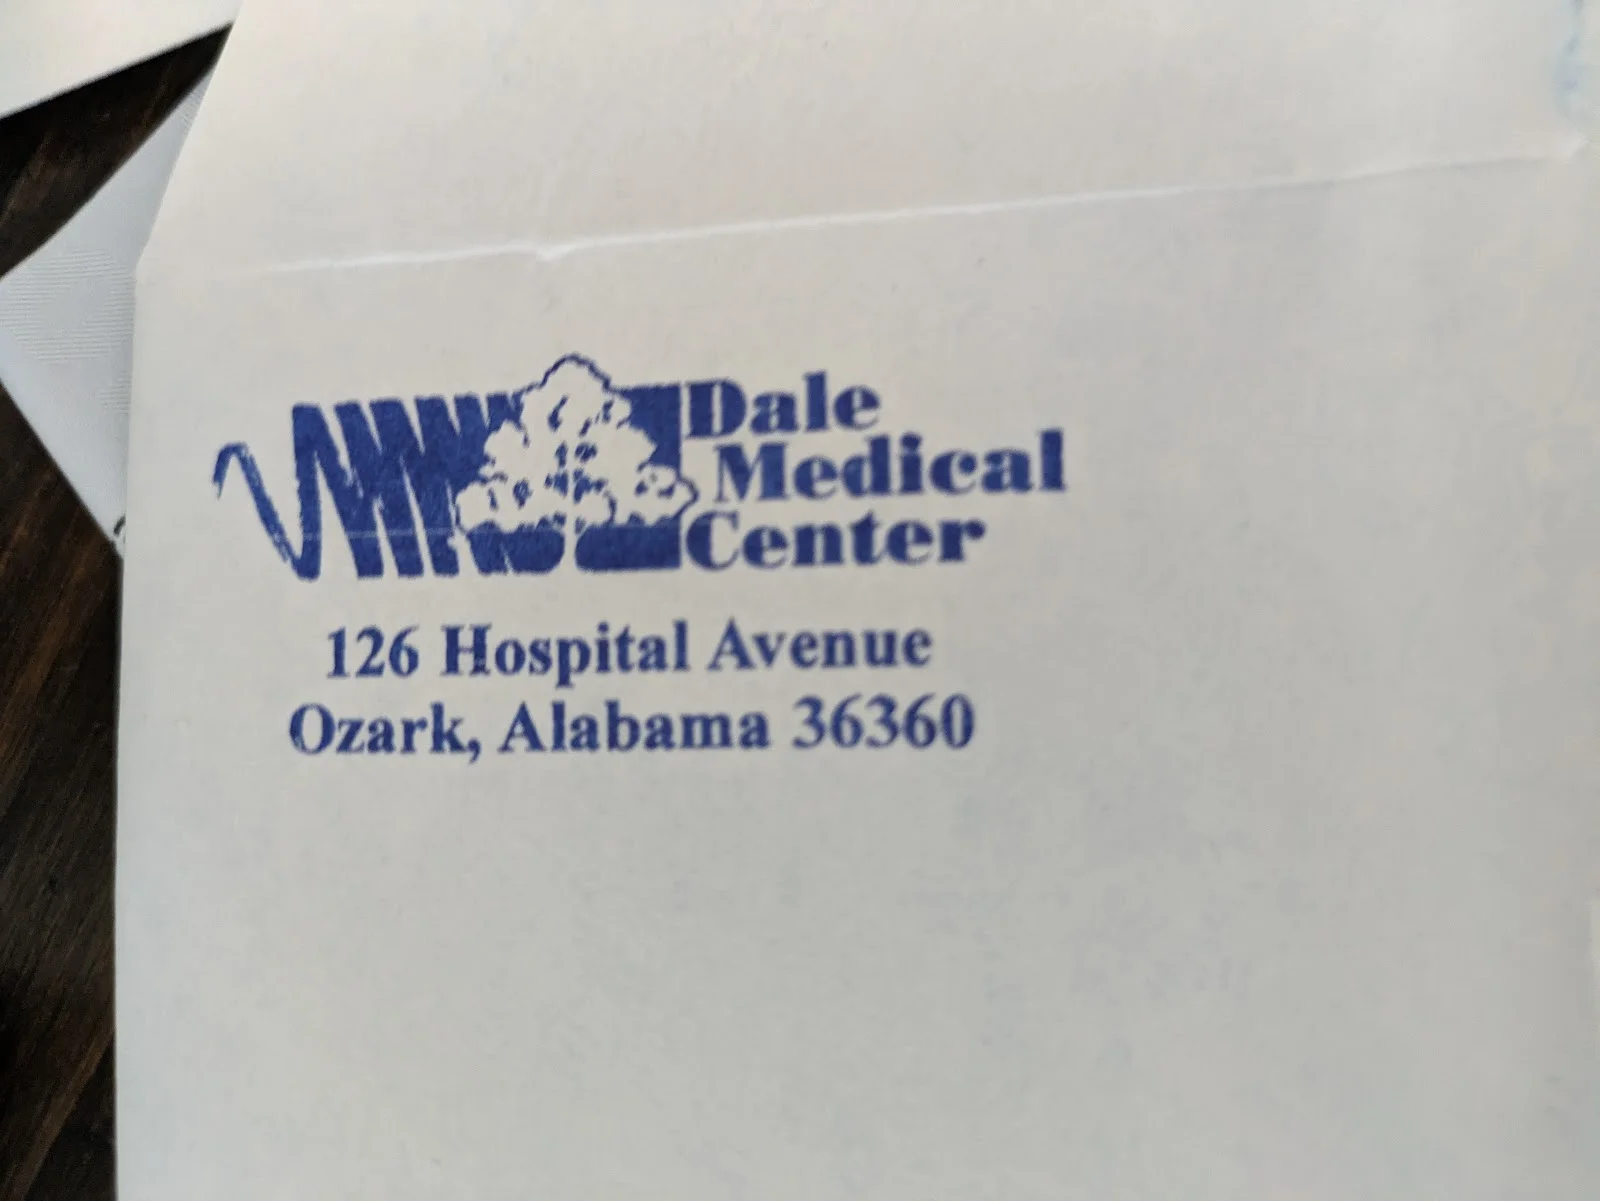 Dale
Medical
Center
126 Hospital Avenue
Ozark, Alabama 36360